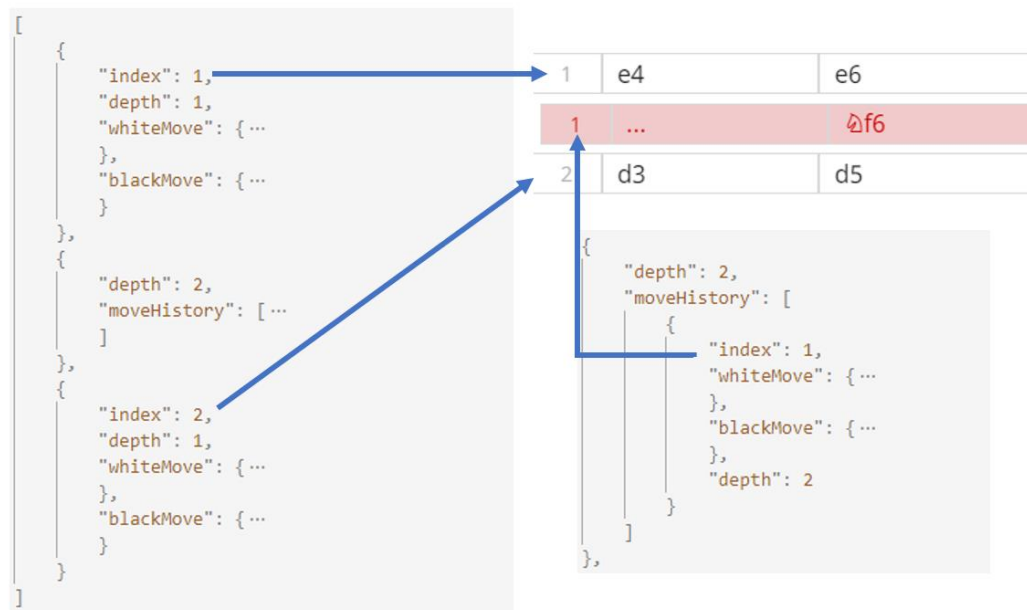 [
{
"index": 1,
"depth": 1,
"whiteMove": {…
},
"blackMove": {…
}
},
{
"depth": 2,
"moveHistory": […
]
},
{
"index": 2,
"depth": 1,
"whiteMove": {…
},
"blackMove": {…
}
}
]
1 e4 e6
1 ... ♘f6
2 d3 d5
{
"depth": 2,
"moveHistory": [
{
"index": 1,
"whiteMove": {…
},
"blackMove": {…
},
"depth": 2
}
]
},